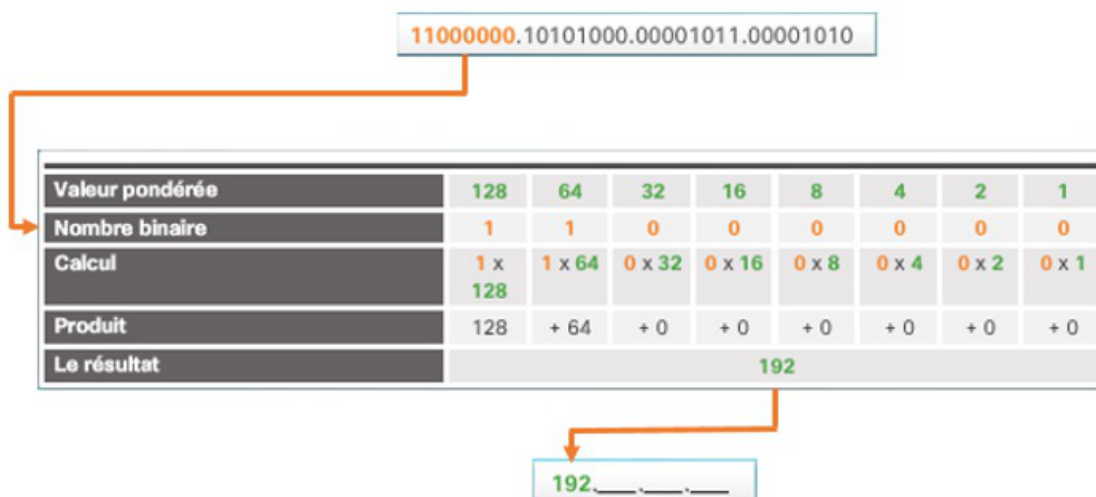 11000000.10101000.00001011.00001010
Valeur pondérée 128 64 32 16 8 4 2 1
Nombre binaire 1 1 0 0 0 0 0 0
Calcul 1 x 128 1 x 64 0 x 32 0 x 16 0 x 8 0 x 4 0 x 2 0 x 1
Produit 128 + 64 + 0 + 0 + 0 + 0 + 0 + 0
Le résultat 192
192.___.___.___